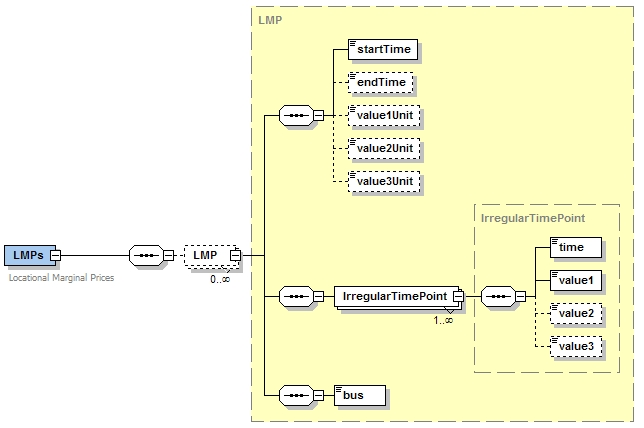 LMP
startTime
endTime
value1Unit
value2Unit
value3Unit
LMPs
Locational Marginal Prices
LMP
0..∞
IrregularTimePoint
1..∞
IrregularTimePoint
time
value1
value2
value3
bus